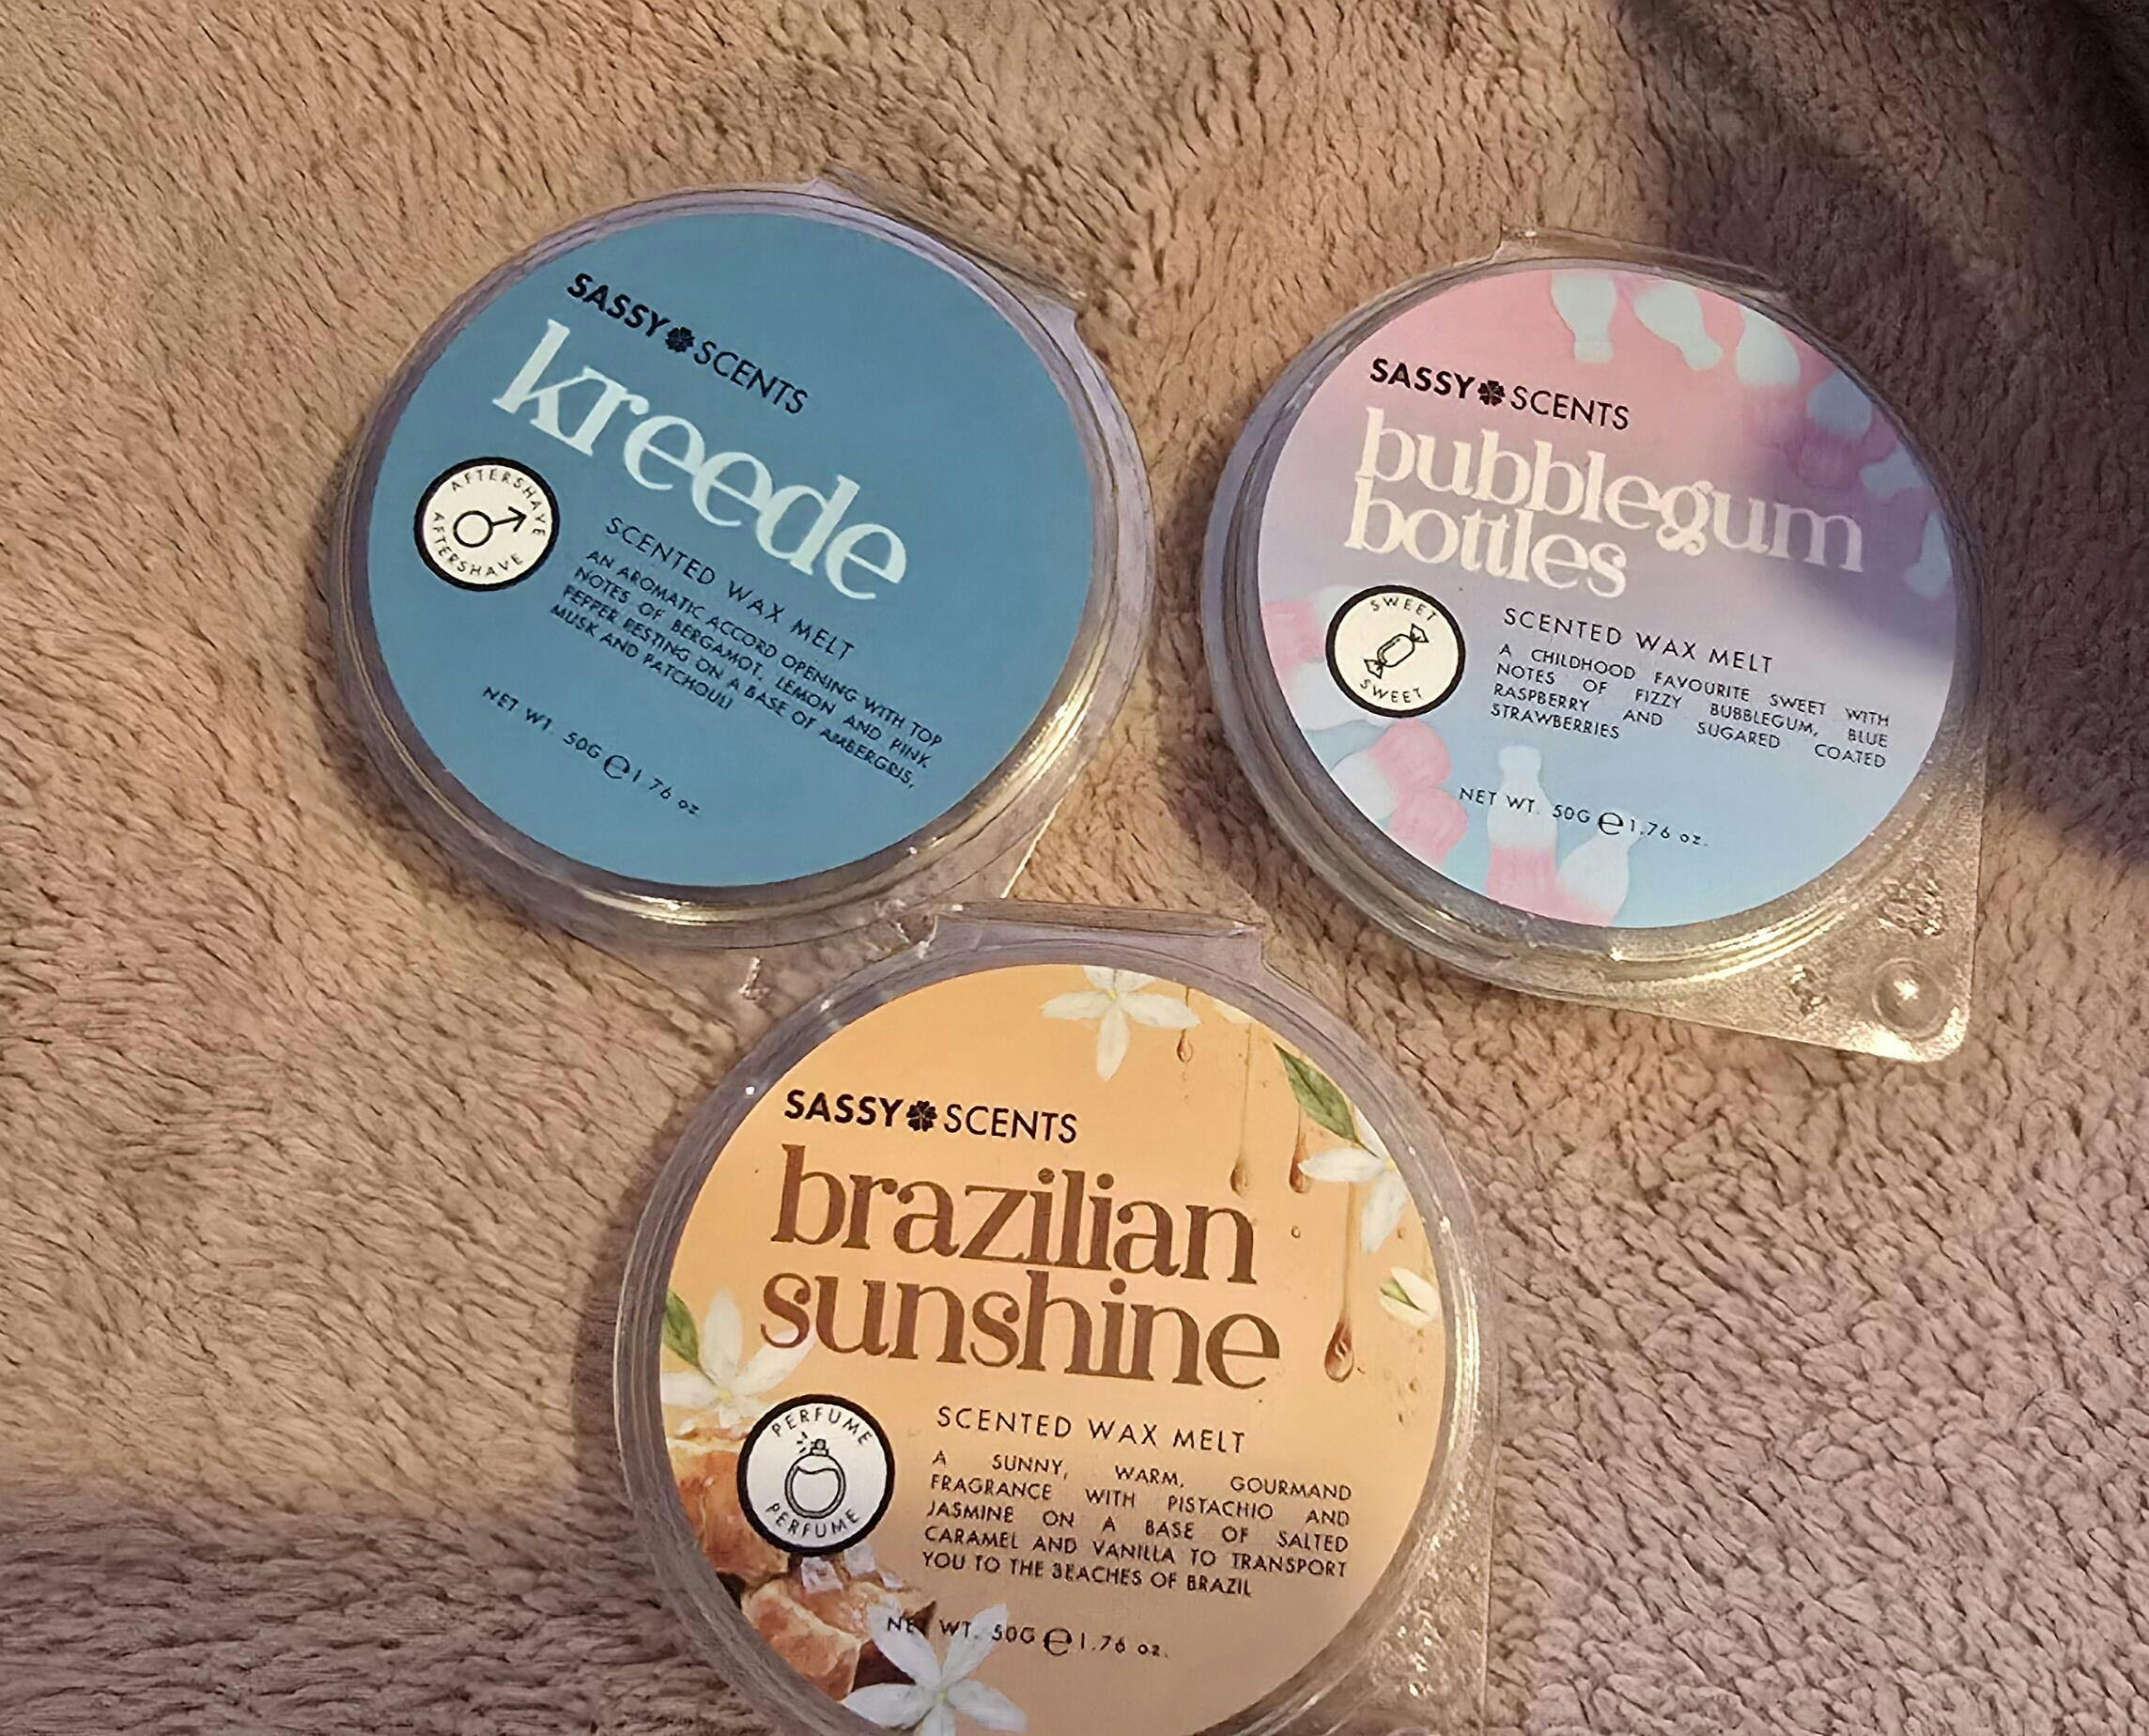 SASSY SCENTS
kreede
AFTERSHAVE
AFTERSHAVE
SCENTED WAX MELT
AN AROMATIC ACCORD OPENING WITH TOP
NOTES OF BERGAMOT, LEMON AND PINK
PEPPER RESTING ON A BASE OF AMBERGRIS,
MUSK AND PATCHOULI
NET WT. 50G e 1.76 oz
SASSY SCENTS
bubblegum
bottles
SWEET
SWEET
SCENTED WAX MELT
A CHILDHOOD FAVOURITE SWEET WITH
NOTES OF FIZZY BUBBLEGUM, BLUE
RASPBERRY AND SUGARED COATED
STRAWBERRIES
NET WT. 50G e 1.76 oz.
SASSY SCENTS
brazilian
sunshine
PERFUME
PERFUME
SCENTED WAX MELT
A SUNNY, WARM, GOURMAND
FRAGRANCE WITH PISTACHIO AND
JASMINE ON A BASE OF SALTED
CARAMEL AND VANILLA TO TRANSPORT
YOU TO THE BEACHES OF BRAZIL
NET WT. 50G e 1.76 oz.